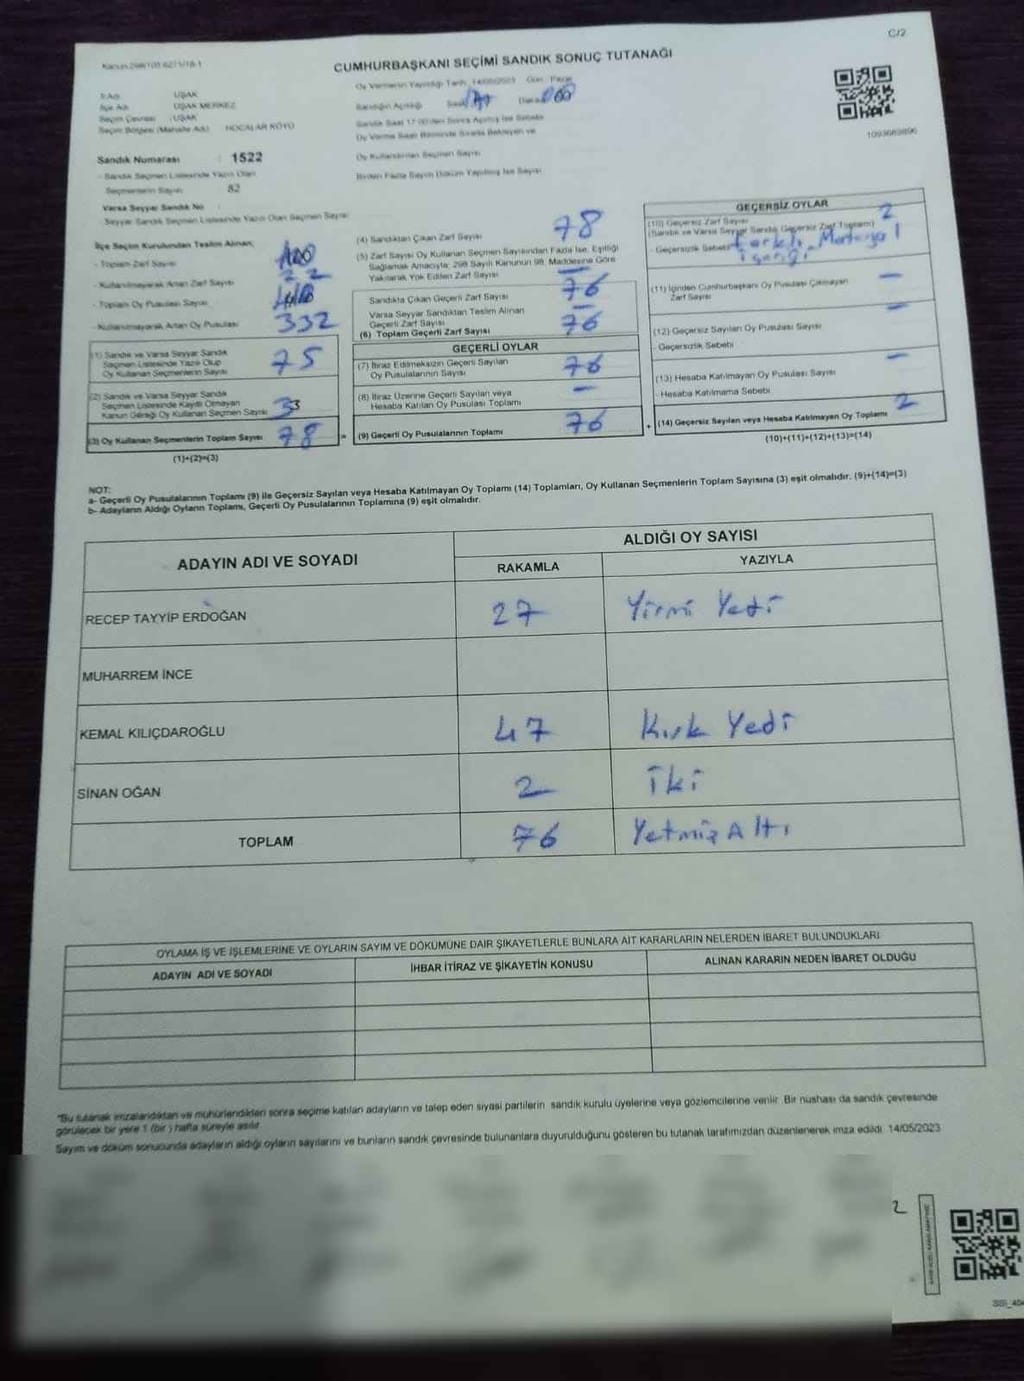 C/2
Kanun:298/105 6271/18-1
CUMHURBAŞKANI SEÇİMİ SANDIK SONUÇ TUTANAĞI
İl Adı : UŞAK
İlçe Adı : UŞAK MERKEZ
Seçim Çevresi : UŞAK
Seçim Bölgesi (Mahalle Adı) : HOCALAR KÖYÜ
Oy Vermenin Yapıldığı Tarih 14/05/2023 Gün Pazar
Sandığın Açıldığı Saat 17 Dakika 00
Sandık Saat 17:00'den Sonra Açılmış İse Sebebi
Oy Verme Saati Bitiminde Sırada Bekleyen ve
Oy Kullandırılan Seçmen Sayısı
Birden Fazla Sayım Döküm Yapılmış İse Sayısı
1093683896
Sandık Numarası : 1522
- Sandık Seçmen Listesinde Yazılı Olan
Seçmenlerin Sayısı : 82
Varsa Seyyar Sandık No :
Seyyar Sandık Seçmen Listesinde Yazılı Olan Seçmen Sayısı
İlçe Seçim Kurulundan Teslim Alınan;
- Toplam Zarf Sayısı
- Kullanılmayarak Artan Zarf Sayısı 22
- Toplam Oy Pusulası Sayısı
- Kullanılmayarak Artan Oy Pusulası 332
(1) Sandık ve Varsa Seyyar Sandık
Seçmen Listesinde Yazılı Olup
Oy Kullanan Seçmenlerin Sayısı 75
(2) Sandık ve Varsa Seyyar Sandık
Seçmen Listesinde Kayıtlı Olmayan
Kanun Gereği Oy Kullanan Seçmen Sayısı 3
(3) Oy Kullanan Seçmenlerin Toplam Sayısı 78
(1)+(2)=(3)
(4) Sandıktan Çıkan Zarf Sayısı 78
(5) Zarf Sayısı Oy Kullanan Seçmen Sayısından Fazla İse, Eşitliği
Sağlamak Amacıyla; 298 Sayılı Kanunun 98. Maddesine Göre
Yakılarak Yok Edilen Zarf Sayısı —
Sandıkta Çıkan Geçerli Zarf Sayısı 76
Varsa Seyyar Sandıktan Teslim Alınan
Geçerli Zarf Sayısı —
(6) Toplam Geçerli Zarf Sayısı 76
GEÇERLİ OYLAR
(7) İtiraz Edilmeksizin Geçerli Sayılan
Oy Pusulalarının Sayısı 76
(8) İtiraz Üzerine Geçerli Sayılan veya
Hesaba Katılan Oy Pusulası Toplamı —
= (9) Geçerli Oy Pusulalarının Toplamı 76
GEÇERSİZ OYLAR
(10) Geçersiz Zarf Sayısı 2
(Sandık ve Varsa Seyyar Sandık Geçersiz Zarf Toplamı)
- Geçersizlik Sebebi Farklı
(11) İçinden Cumhurbaşkanı Oy Pusulası Çıkmayan
Zarf Sayısı —
(12) Geçersiz Sayılan Oy Pusulası Sayısı —
- Geçersizlik Sebebi
(13) Hesaba Katılmayan Oy Pusulası Sayısı —
- Hesaba Katılmama Sebebi
+ (14) Geçersiz Sayılan veya Hesaba Katılmayan Oy Toplamı 2
(10)+(11)+(12)+(13)=(14)
NOT:
a- Geçerli Oy Pusulalarının Toplamı (9) ile Geçersiz Sayılan veya Hesaba Katılmayan Oy Toplamı (14) Toplamları, Oy Kullanan Seçmenlerin Toplam Sayısına (3) eşit olmalıdır. (9)+(14)=(3)
b- Adayların Aldığı Oyların Toplamı, Geçerli Oy Pusulalarının Toplamına (9) eşit olmalıdır.
ADAYIN ADI VE SOYADI
ALDIĞI OY SAYISI
RAKAMLA YAZIYLA
RECEP TAYYİP ERDOĞAN 27 Yirmi Yedi
MUHARREM İNCE
KEMAL KILIÇDAROĞLU 47 Kırk Yedi
SİNAN OĞAN 2 İki
TOPLAM 76 Yetmiş Altı
OYLAMA İŞ VE İŞLEMLERİNE VE OYLARIN SAYIM VE DÖKÜMÜNE DAİR ŞİKAYETLERLE BUNLARA AİT KARARLARIN NELERDEN İBARET BULUNDUKLARI
ADAYIN ADI VE SOYADI İHBAR İTİRAZ VE ŞİKAYETİN KONUSU ALINAN KARARIN NEDEN İBARET OLDUĞU
*Bu tutanak imzalandıktan ve mühürlendikten sonra seçime katılan adayların ve talep eden siyasi partilerin sandık kurulu üyelerine veya gözlemcilerine verilir. Bir nüshası da sandık çevresinde
görülecek bir yere 1 (bir) hafta süreyle asılır.
Sayım ve döküm sonucunda adayların aldığı oyların sayılarını ve bunların sandık çevresinde bulunanlara duyurulduğunu gösteren bu tutanak tarafımızdan düzenlenerek imza edildi. 14/05/2023
2